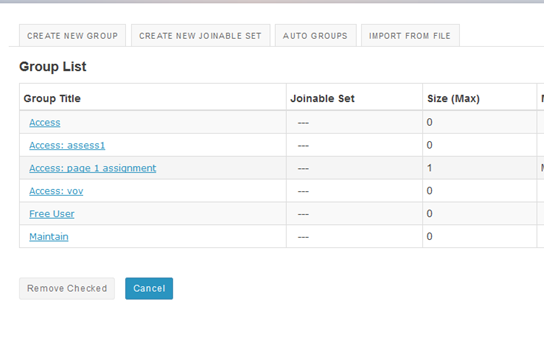 CREATE NEW GROUP CREATE NEW JOINABLE SET AUTO GROUPS IMPORT FROM FILE
Group List
Group Title Joinable Set Size (Max)
Access --- 0
Access: assess1 --- 0
Access: page 1 assignment --- 1
Access: vov --- 0
Free User --- 0
Maintain --- 0
Remove Checked Cancel